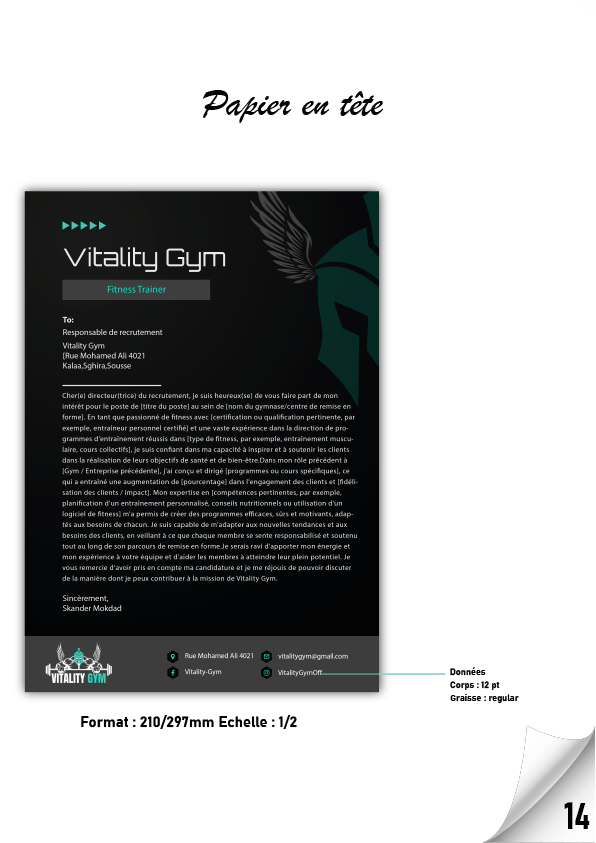 Papier en tête
Vitality Gym
Fitness Trainer
To:
Responsable de recrutement
Vitality Gym
[Rue Mohamed Ali 4021
Kalaa,Sghira,Sousse
Cher(e) directeur(trice) du recrutement, je suis heureux(se) de vous faire part de mon
intérêt pour le poste de [titre du poste] au sein de [nom du gymnase/centre de remise en
forme]. En tant que passionné de fitness avec [certification ou qualification pertinente, par
exemple, entraîneur personnel certifié] et une vaste expérience dans la direction de pro-
grammes d'entraînement réussis dans [type de fitness, par exemple, entraînement muscu-
laire, cours collectifs], je suis confiant dans ma capacité à inspirer et à soutenir les clients
dans la réalisation de leurs objectifs de santé et de bien-être.Dans mon rôle précédent à
[Gym / Entreprise précédente], j'ai conçu et dirigé [programmes ou cours spécifiques], ce
qui a entraîné une augmentation de [pourcentage] dans l'engagement des clients et [fidéli-
sation des clients / impact]. Mon expertise en [compétences pertinentes, par exemple,
planification d'un entraînement personnalisé, conseils nutritionnels ou utilisation d'un
logiciel de fitness] m'a permis de créer des programmes efficaces, sûrs et motivants, adap-
tés aux besoins de chacun. Je suis capable de m'adapter aux nouvelles tendances et aux
besoins des clients, en veillant à ce que chaque membre se sente responsabilisé et soutenu
tout au long de son parcours de remise en forme.Je serais ravi d'apporter mon énergie et
mon expérience à votre équipe et d'aider les membres à atteindre leur plein potentiel. Je
vous remercie d'avoir pris en compte ma candidature et je me réjouis de pouvoir discuter
de la manière dont je peux contribuer à la mission de Vitality Gym.
Sincèrement,
Skander Mokdad
VITALITY GYM
Rue Mohamed Ali 4021
vitalitygym@gmail.com
Vitality-Gym
VitalityGymOff
Données
Corps : 12 pt
Graisse : regular
Format : 210/297mm Echelle : 1/2
14